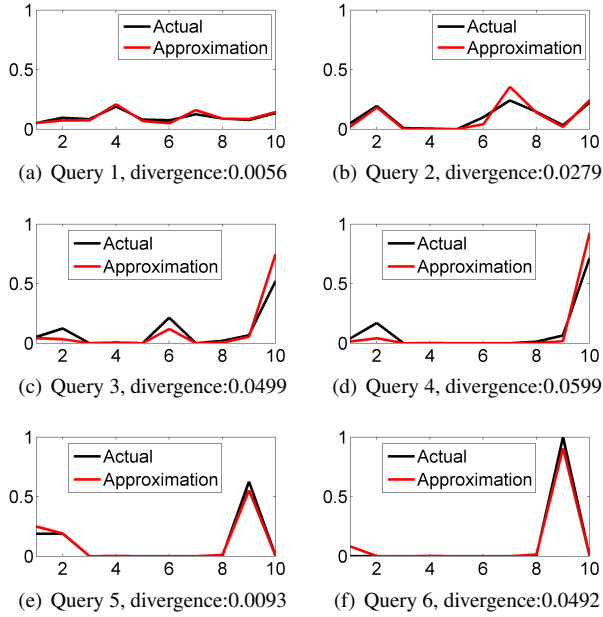 Actual
Approximation
1
0.5
0
2 4 6 8 10
(a) Query 1, divergence:0.0056
Actual
Approximation
1
0.5
0
2 4 6 8 10
(b) Query 2, divergence:0.0279
Actual
Approximation
1
0.5
0
2 4 6 8 10
(c) Query 3, divergence:0.0499
Actual
Approximation
1
0.5
0
2 4 6 8 10
(d) Query 4, divergence:0.0599
Actual
Approximation
1
0.5
0
2 4 6 8 10
(e) Query 5, divergence:0.0093
Actual
Approximation
1
0.5
0
2 4 6 8 10
(f) Query 6, divergence:0.0492